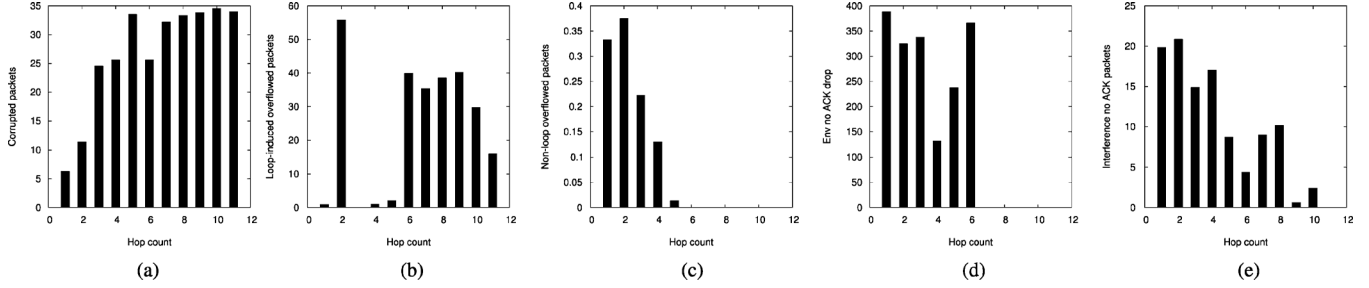 Corrupted packets
35
30
25
20
15
10
5
0
0 2 4 6 8 10 12
Hop count
(a)
Loop-induced overflowed packets
60
50
40
30
20
10
0
0 2 4 6 8 10 12
Hop count
(b)
Non-loop overflowed packets
0.4
0.35
0.3
0.25
0.2
0.15
0.1
0.05
0
0 2 4 6 8 10 12
Hop count
(c)
Env no ACK drop
400
350
300
250
200
150
100
50
0
0 2 4 6 8 10 12
Hop count
(d)
Interference no ACK packets
25
20
15
10
5
0
0 2 4 6 8 10 12
Hop count
(e)